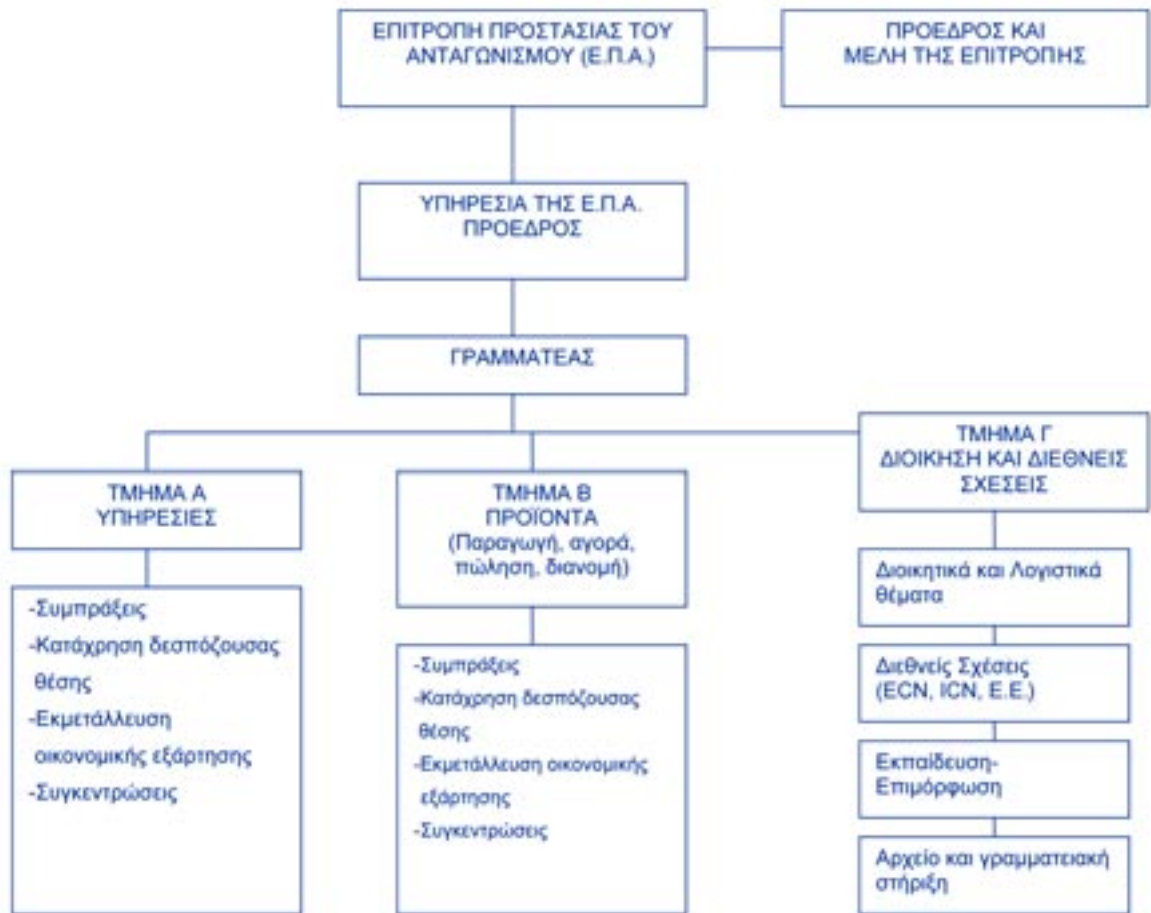 ΕΠΙΤΡΟΠΗ ΠΡΟΣΤΑΣΙΑΣ ΤΟΥ
ΑΝΤΑΓΩΝΙΣΜΟΥ (Ε.Π.Α.)
ΠΡΟΕΔΡΟΣ ΚΑΙ
ΜΕΛΗ ΤΗΣ ΕΠΙΤΡΟΠΗΣ
ΥΠΗΡΕΣΙΑ ΤΗΣ Ε.Π.Α.
ΠΡΟΕΔΡΟΣ
ΓΡΑΜΜΑΤΕΑΣ
ΤΜΗΜΑ Α
ΥΠΗΡΕΣΙΕΣ
-Συμπράξεις
-Κατάχρηση δεσπόζουσας
θέσης
-Εκμετάλλευση
οικονομικής εξάρτησης
-Συγκεντρώσεις
ΤΜΗΜΑ Β
ΠΡΟΪΟΝΤΑ
(Παραγωγή, αγορά,
πώληση, διανομή)
-Συμπράξεις
-Κατάχρηση δεσπόζουσας
θέσης
-Εκμετάλλευση οικονομικής
εξάρτησης
-Συγκεντρώσεις
ΤΜΗΜΑ Γ
ΔΙΟΙΚΗΣΗ ΚΑΙ ΔΙΕΘΝΕΙΣ
ΣΧΕΣΕΙΣ
Διοικητικά και Λογιστικά
θέματα
Διεθνείς Σχέσεις
(ECN, ICN, Ε.Ε.)
Εκπαίδευση-
Επιμόρφωση
Αρχείο και γραμματειακή
στήριξη